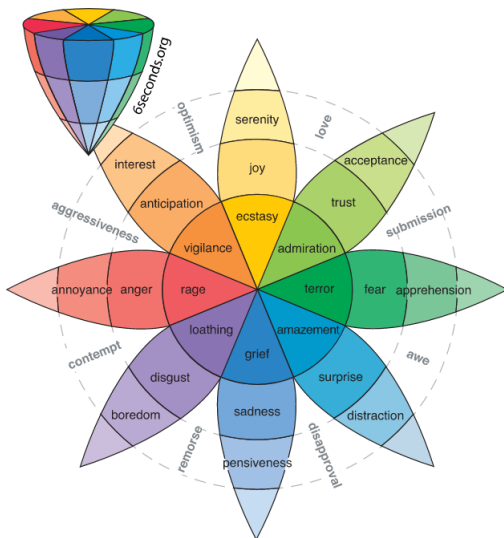 6seconds.org
optimism
serenity
love
interest
acceptance
joy
anticipation
trust
aggressiveness
ecstasy
submission
vigilance
admiration
annoyance
anger
rage
terror
fear
apprehension
loathing
amazement
contempt
grief
awe
disgust
surprise
boredom
sadness
distraction
remorse
pensiveness
disapproval